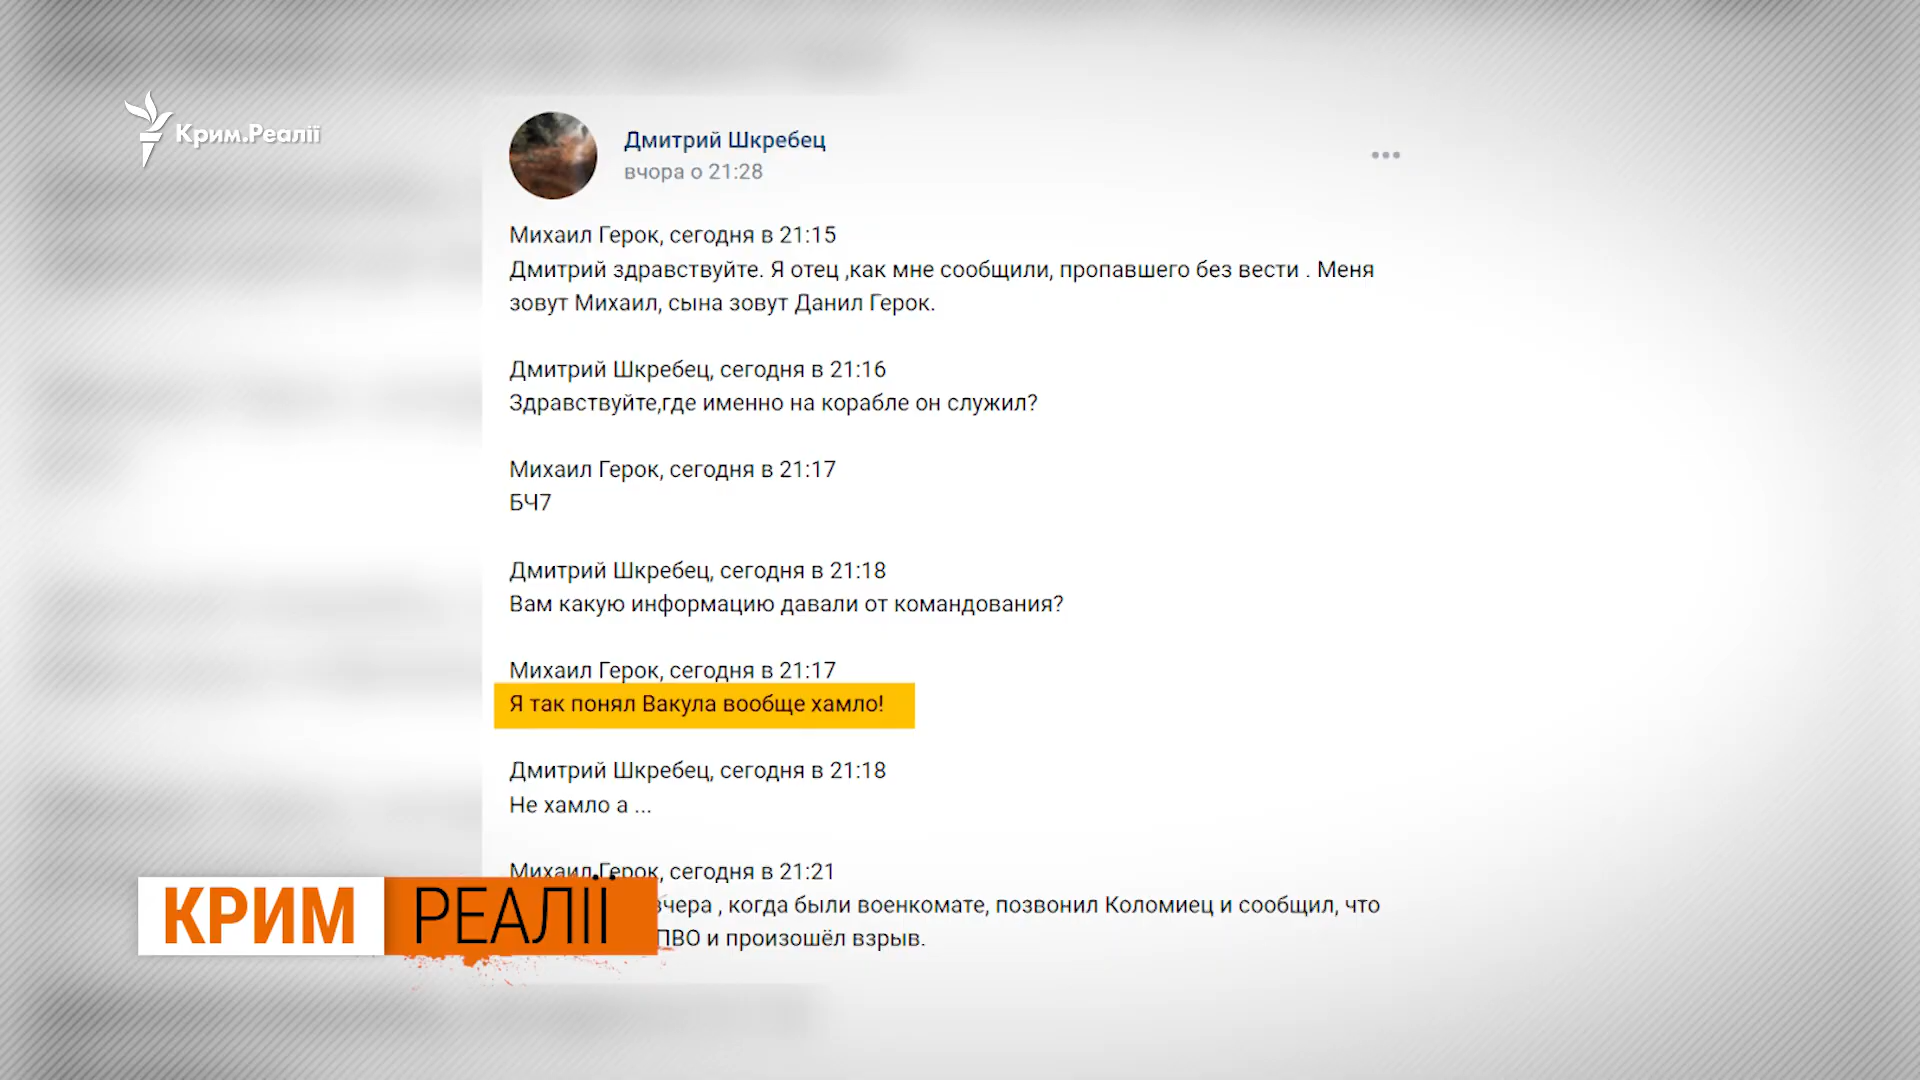 Крим.Реалії
Дмитрий Шкребец
вчора о 21:28
Михаил Герок, сегодня в 21:15
Дмитрий здравствуйте. Я отец ,как мне сообщили, пропавшего без вести . Меня
зовут Михаил, сына зовут Данил Герок.
Дмитрий Шкребец, сегодня в 21:16
Здравствуйте,где именно на корабле он служил?
Михаил Герок, сегодня в 21:17
БЧ7
Дмитрий Шкребец, сегодня в 21:18
Вам какую информацию давали от командования?
Михаил Герок, сегодня в 21:17
Я так понял Вакула вообще хамло!
Дмитрий Шкребец, сегодня в 21:18
Не хамло а ...
Михаил Герок, сегодня в 21:21
вчера , когда были военкомате, позвонил Коломиец и сообщил, что
ПВО и произошёл взрыв.
КРИМ РЕАЛІЇ